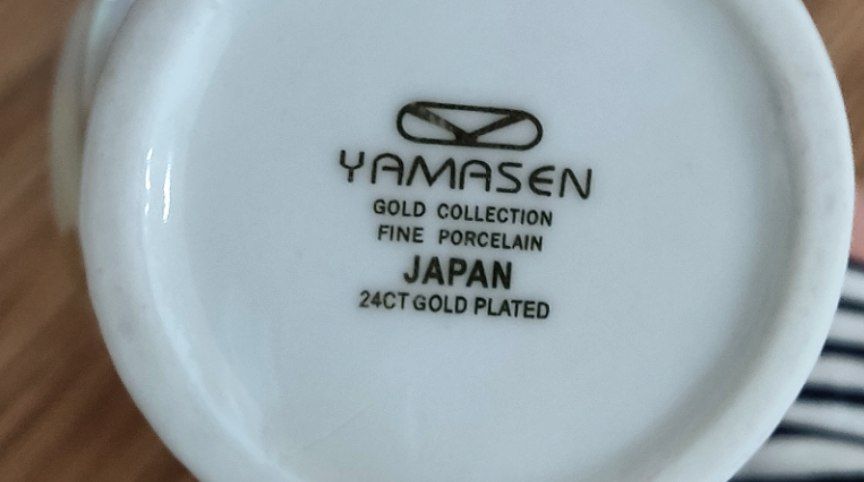 YAMASEN
GOLD COLLECTION
FINE PORCELAIN
JAPAN
24CT GOLD PLATED